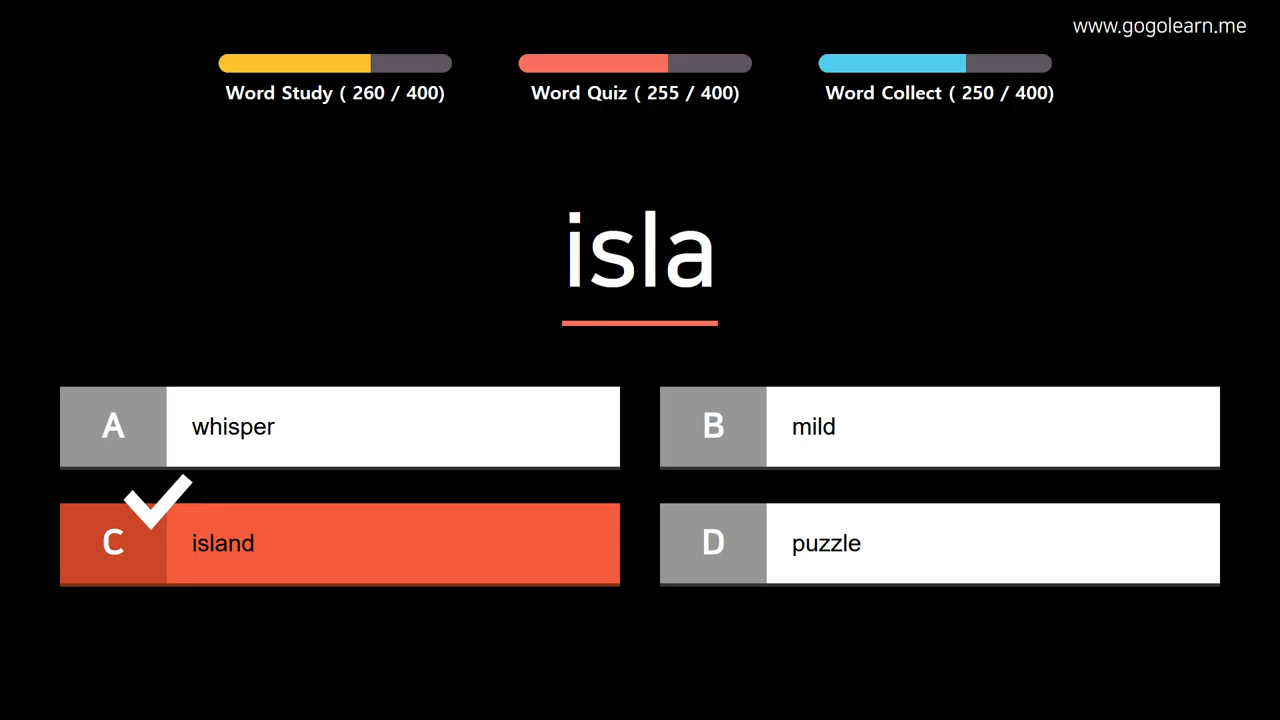 www.gogolearn.me
Word Study ( 260 / 400)
Word Quiz ( 255 / 400)
Word Collect ( 250 / 400)
isla
A whisper
B mild
C island
D puzzle